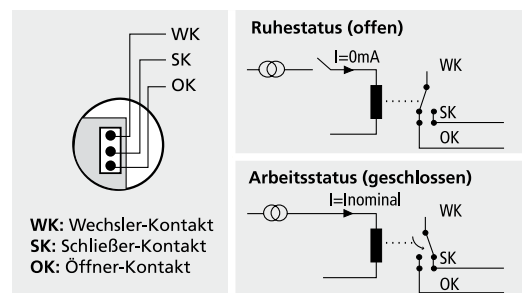 WK
SK
OK
WK: Wechsler-Kontakt
SK: Schließer-Kontakt
OK: Öffner-Kontakt
Ruhestatus (offen)
I=0mA
WK
SK
OK
Arbeitsstatus (geschlossen)
I=Inominal
WK
SK
OK